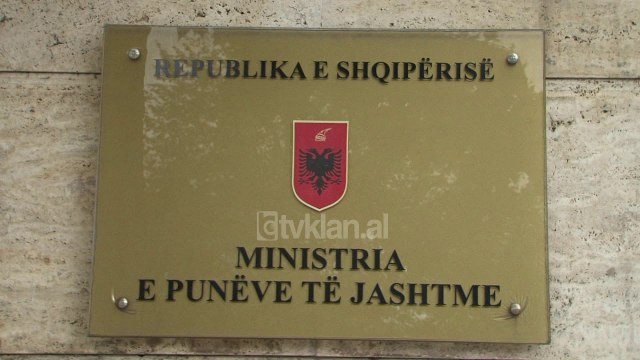 REPUBLIKA E SHQIPËRISË
tvklan.al
MINISTRIA
E PUNËVE TË JASHTME